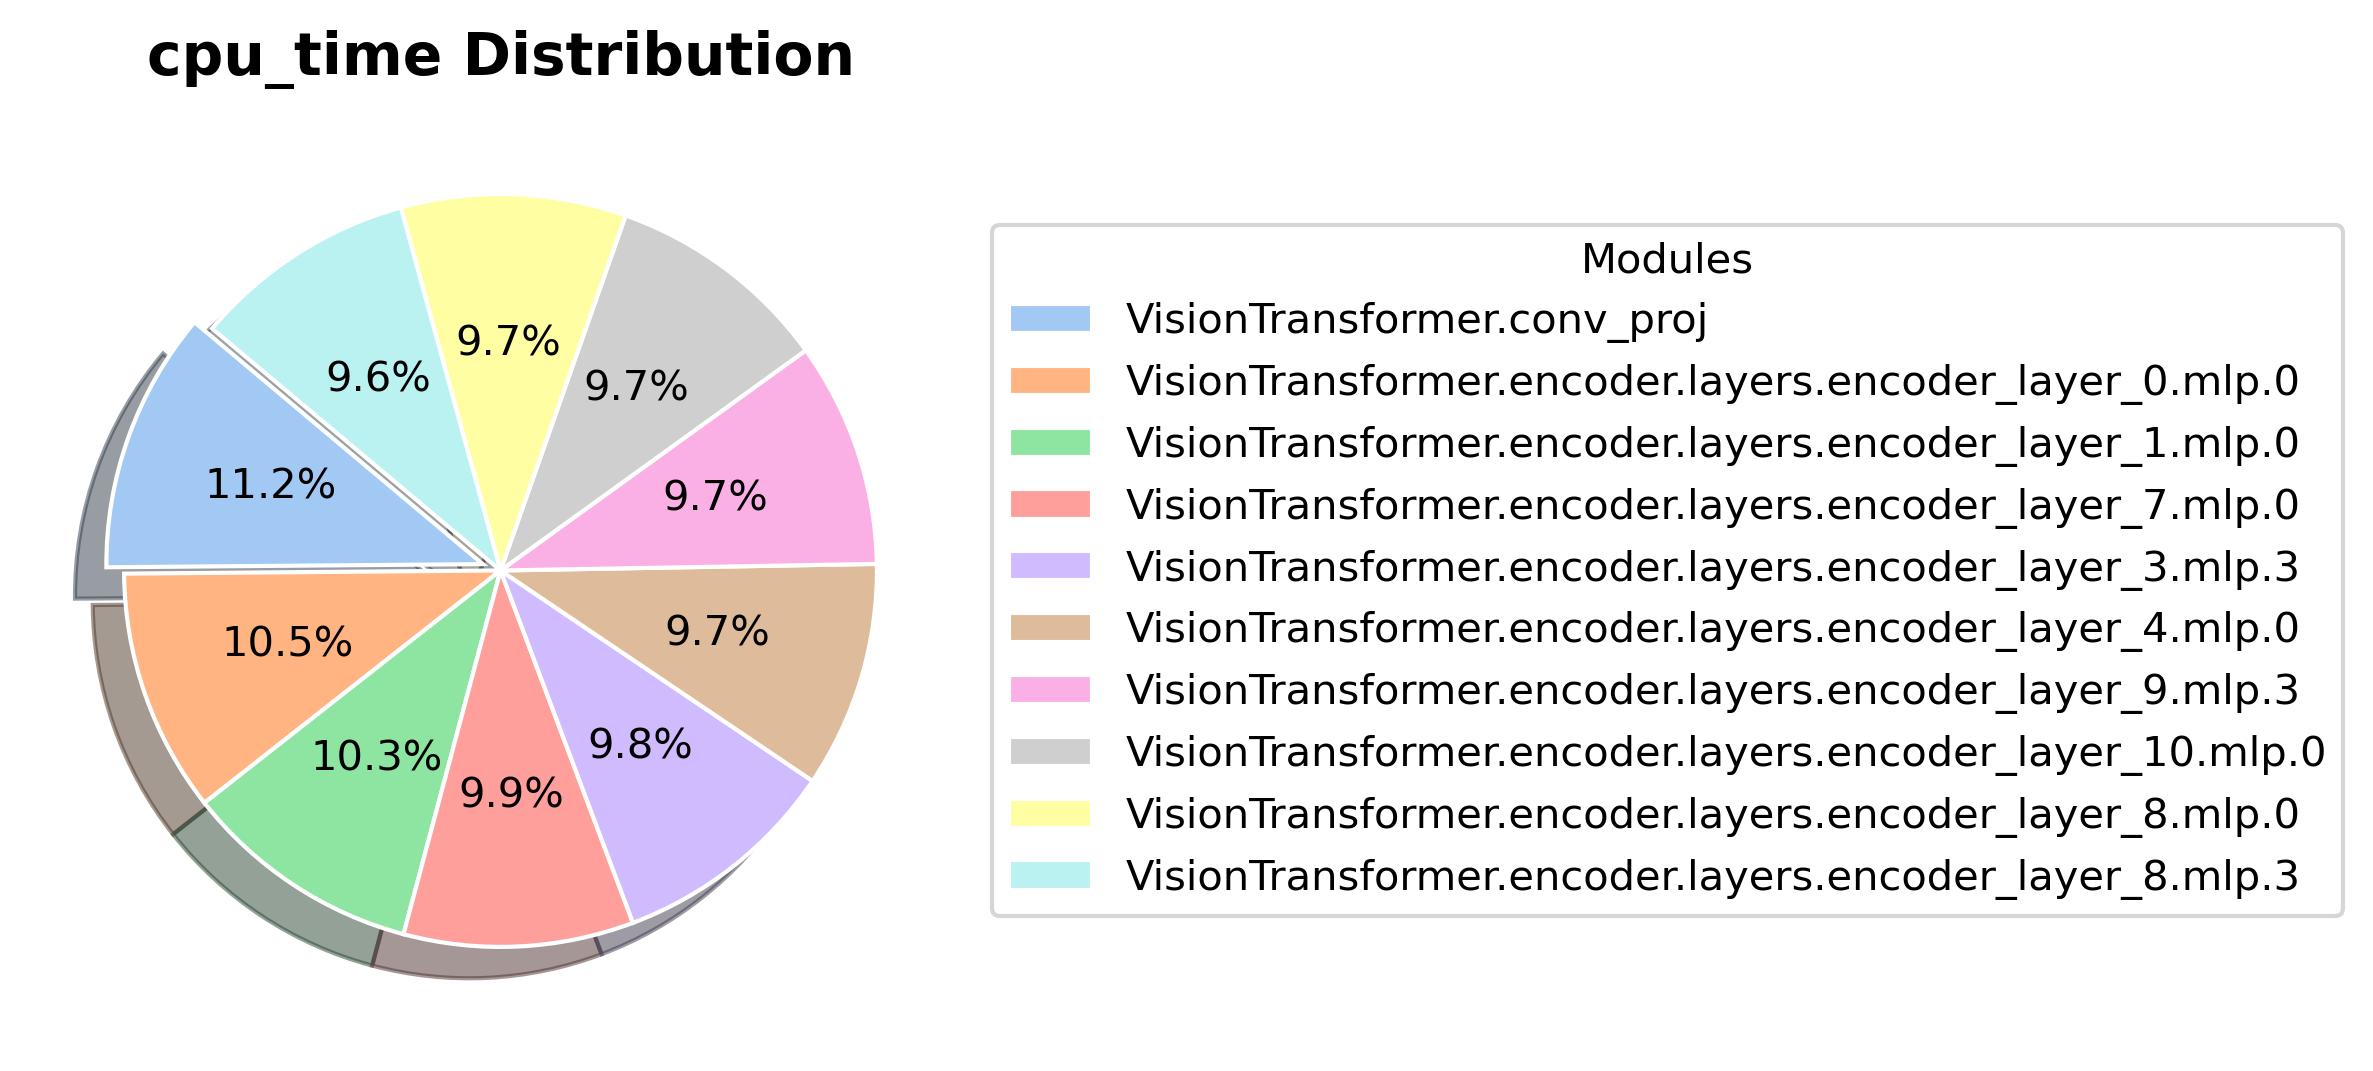 cpu_time Distribution
9.7%
9.6%
9.7%
11.2%
9.7%
10.5%
9.7%
10.3%
9.8%
9.9%
Modules
VisionTransformer.conv_proj
VisionTransformer.encoder.layers.encoder_layer_0.mlp.0
VisionTransformer.encoder.layers.encoder_layer_1.mlp.0
VisionTransformer.encoder.layers.encoder_layer_7.mlp.0
VisionTransformer.encoder.layers.encoder_layer_3.mlp.3
VisionTransformer.encoder.layers.encoder_layer_4.mlp.0
VisionTransformer.encoder.layers.encoder_layer_9.mlp.3
VisionTransformer.encoder.layers.encoder_layer_10.mlp.0
VisionTransformer.encoder.layers.encoder_layer_8.mlp.0
VisionTransformer.encoder.layers.encoder_layer_8.mlp.3